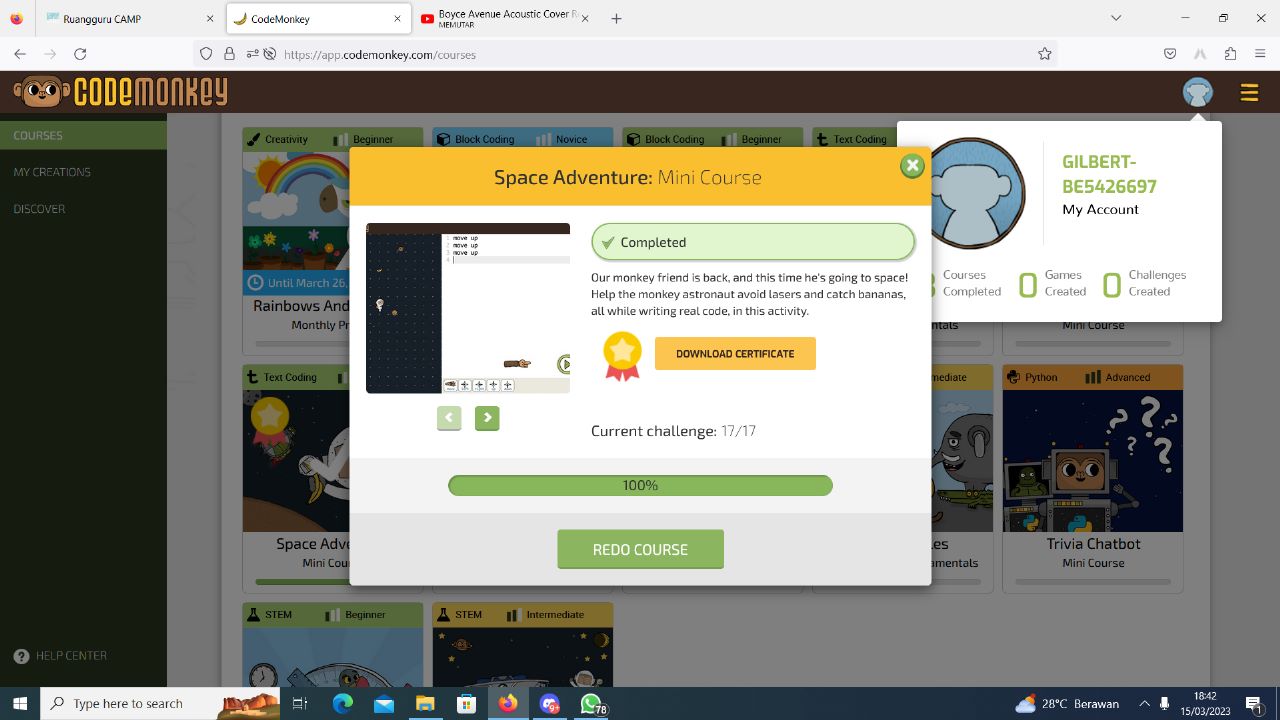 Ruangguru CAMP
CodeMonkey
Boyce Avenue Acoustic Cover
MEMUTAR
https://app.codemonkey.com/courses
CODEMONKEY
COURSES
MY CREATIONS
DISCOVER
HELP CENTER
Creativity Beginner
Block Coding Novice
Block Coding Beginner
Text Coding
GILBERT-
BE5426697
My Account
Courses
Completed
0 Games
Created
0 Challenges
Created
Space Adventure: Mini Course
1 move up
2 move up
3 move up
4
Completed
Our monkey friend is back, and this time he's going to space!
Help the monkey astronaut avoid lasers and catch bananas,
all while writing real code, in this activity.
DOWNLOAD CERTIFICATE
Current challenge: 17/17
100%
REDO COURSE
Until March 26,
Rainbows And
Monthly Pr
Mini Course
Text Coding
Python Advanced
Space Adv
Mini Cour
Trivia Chatbot
Mini Course
STEM Beginner
STEM Intermediate
Type here to search
78
28°C Berawan
18:42
15/03/2023
1